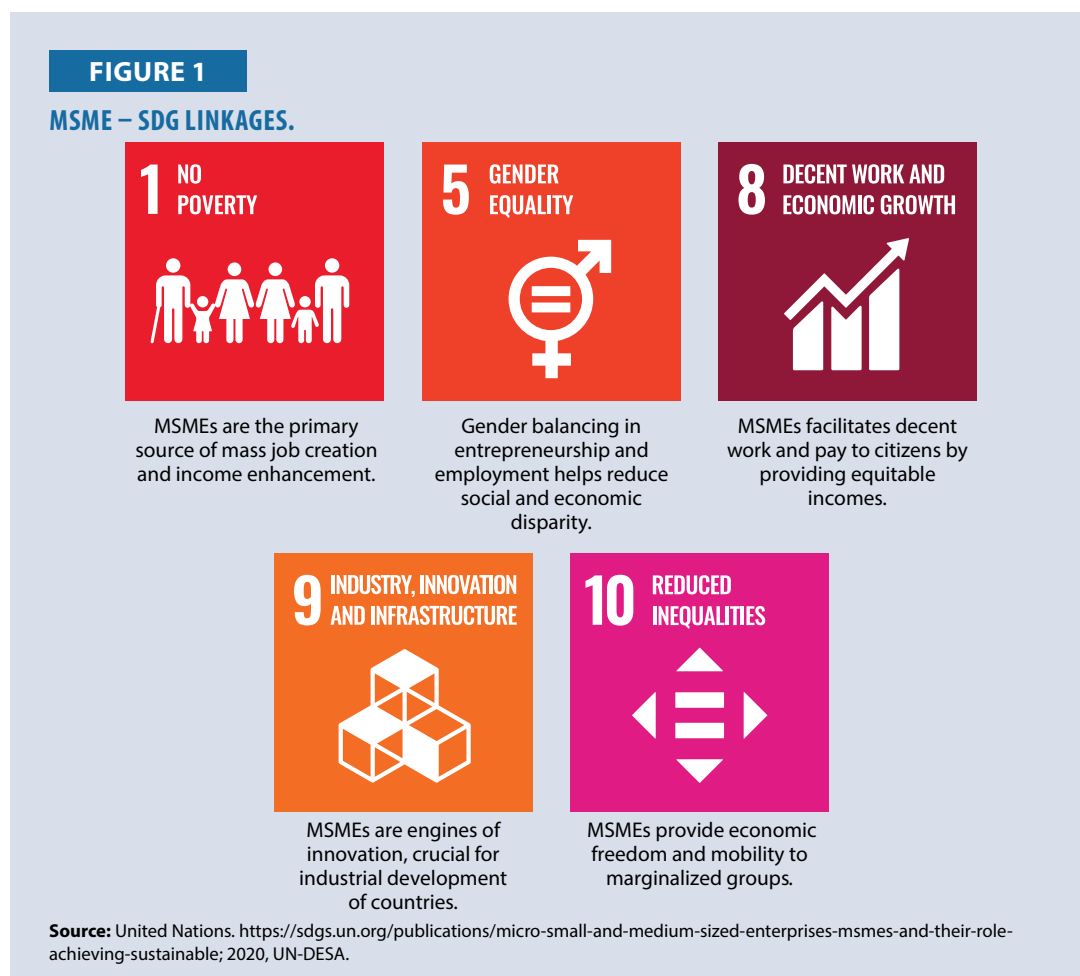 FIGURE 1
MSME – SDG LINKAGES.
1 NO
POVERTY
5 GENDER
EQUALITY
8 DECENT WORK AND
ECONOMIC GROWTH
MSMEs are the primary
source of mass job creation
and income enhancement.
Gender balancing in
entrepreneurship and
employment helps reduce
social and economic
disparity.
MSMEs facilitates decent
work and pay to citizens by
providing equitable
incomes.
9 INDUSTRY, INNOVATION
AND INFRASTRUCTURE
10 REDUCED
INEQUALITIES
MSMEs are engines of
innovation, crucial for
industrial development
of countries.
MSMEs provide economic
freedom and mobility to
marginalized groups.
Source: United Nations. https://sdgs.un.org/publications/micro-small-and-medium-sized-enterprises-msmes-and-their-role-
achieving-sustainable; 2020, UN-DESA.